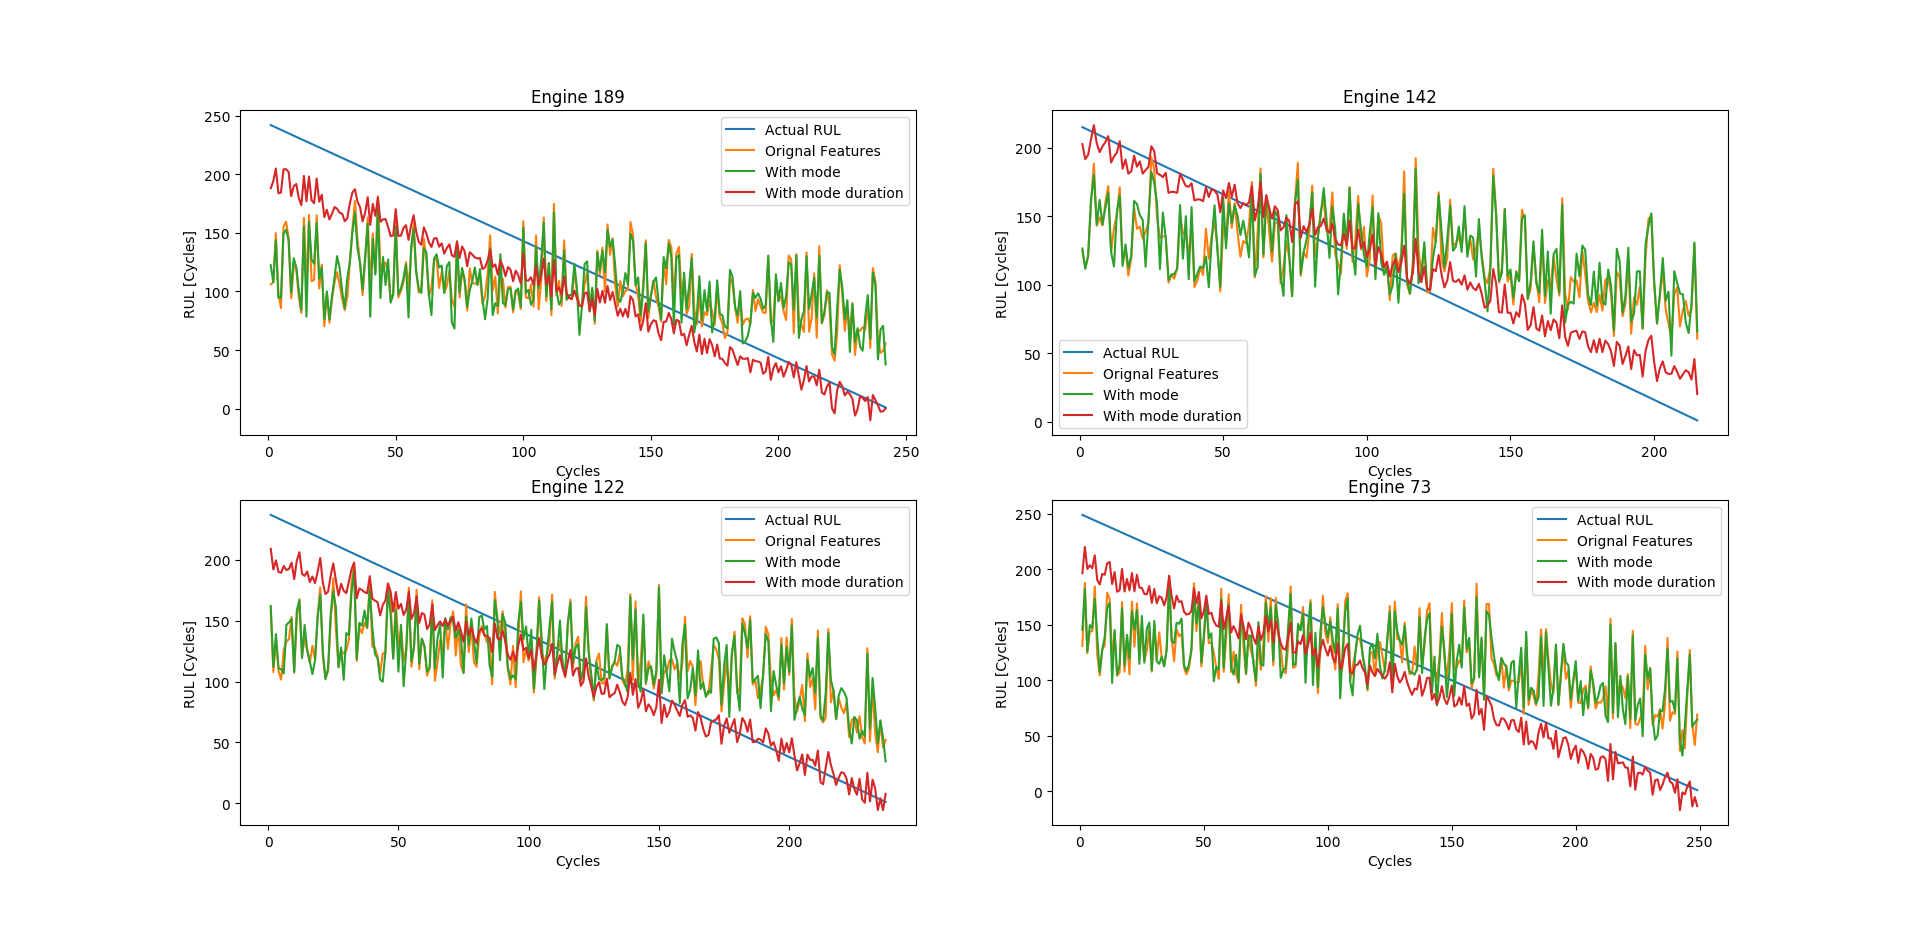 Engine 189
RUL [Cycles]
250
200
150
100
50
0
Actual RUL
Orignal Features
With mode
With mode duration
0 50 100 150 200 250
Cycles
Engine 142
RUL [Cycles]
200
150
100
50
0
Actual RUL
Orignal Features
With mode
With mode duration
0 50 100 150 200
Cycles
Engine 122
RUL [Cycles]
200
150
100
50
0
Actual RUL
Orignal Features
With mode
With mode duration
0 50 100 150 200
Cycles
Engine 73
RUL [Cycles]
250
200
150
100
50
0
Actual RUL
Orignal Features
With mode
With mode duration
0 50 100 150 200 250
Cycles